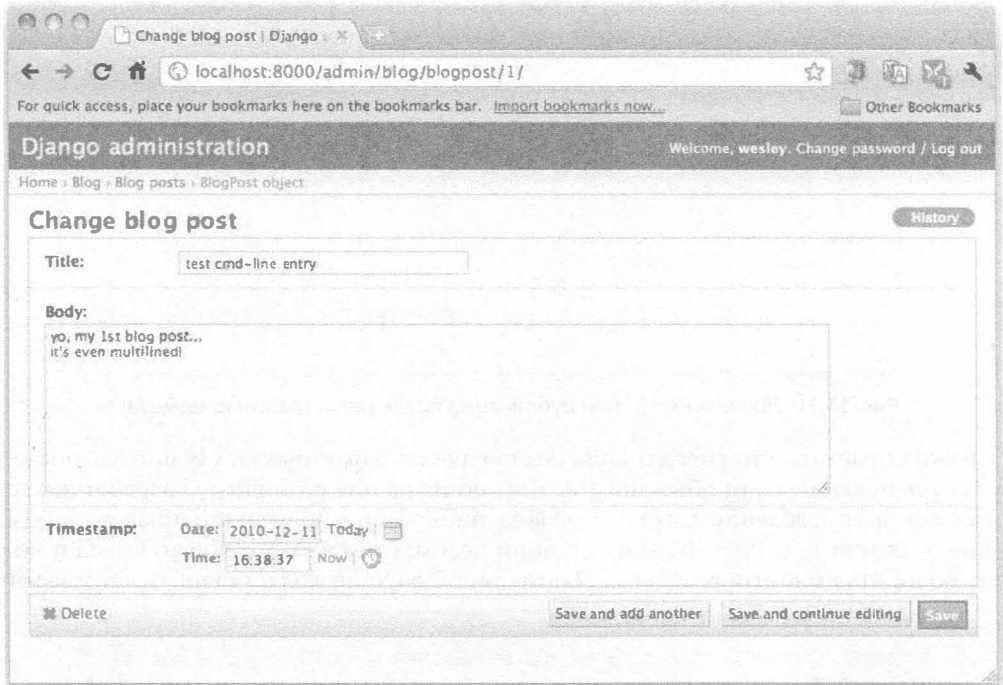 Change blog post | Django
localhost:8000/admin/blog/blogpost/1/
For quick access, place your bookmarks here on the bookmarks bar. Import bookmarks now...
Other Bookmarks
Django administration
Welcome, wesley. Change password / Log out
Home › Blog › Blog posts › BlogPost object
Change blog post
History
Title:
test cmd-line entry
Body:
yo, my 1st blog post...
it's even multilined!
Timestamp:
Date: 2010-12-11 Today
Time: 16:38:37 Now |
Delete
Save and add another
Save and continue editing
Save